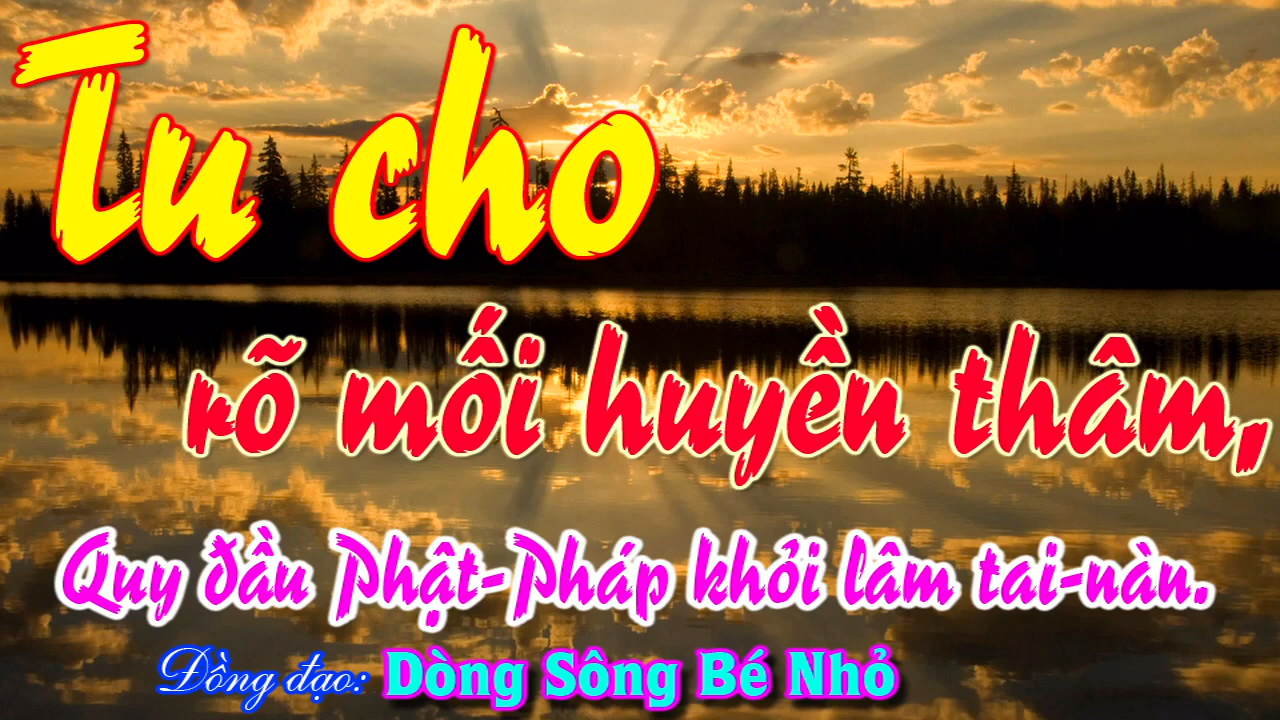 Tu cho
rõ mối huyền thâm,
Quy đầu Phật-Pháp khỏi lâm tai-nàn.
Đồng đạo: Dòng Sông Bé Nhỏ